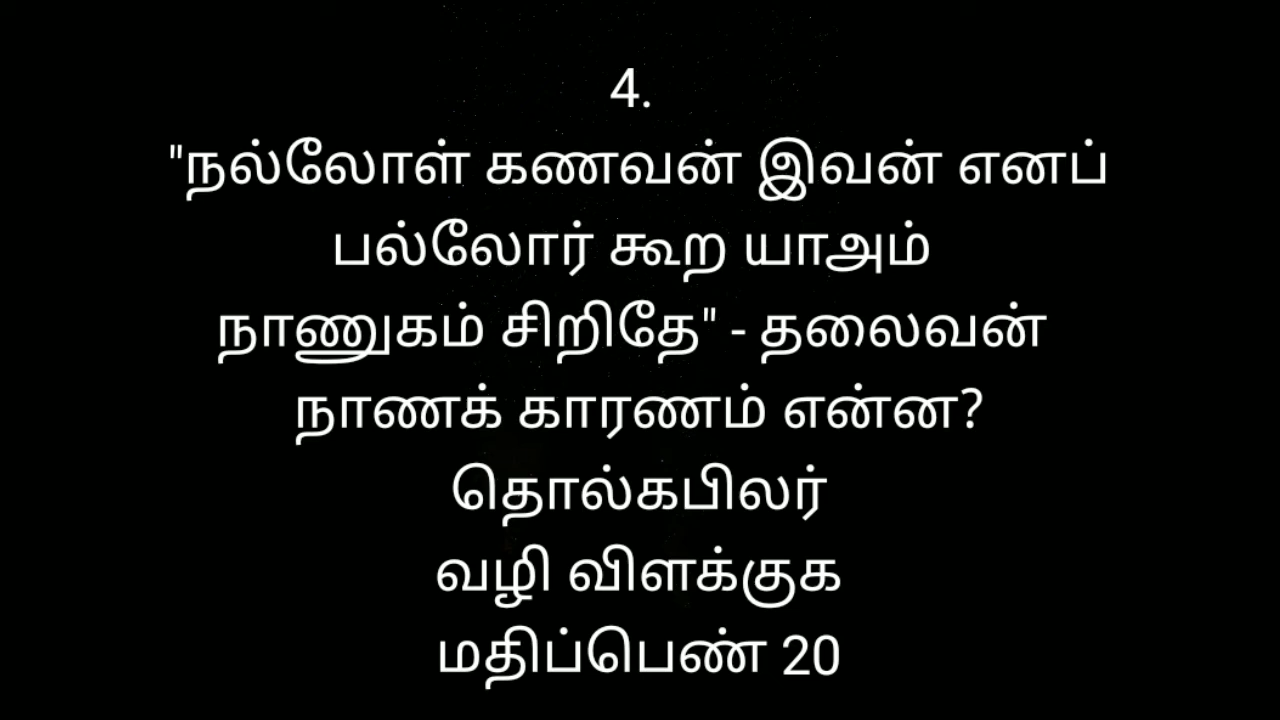 4.
"நல்லோள் கணவன் இவன் எனப்
பல்லோர் கூற யாஅம்
நாணுகம் சிறிதே" - தலைவன்
நாணக் காரணம் என்ன?
தொல்கபிலர்
வழி விளக்குக
மதிப்பெண் 20